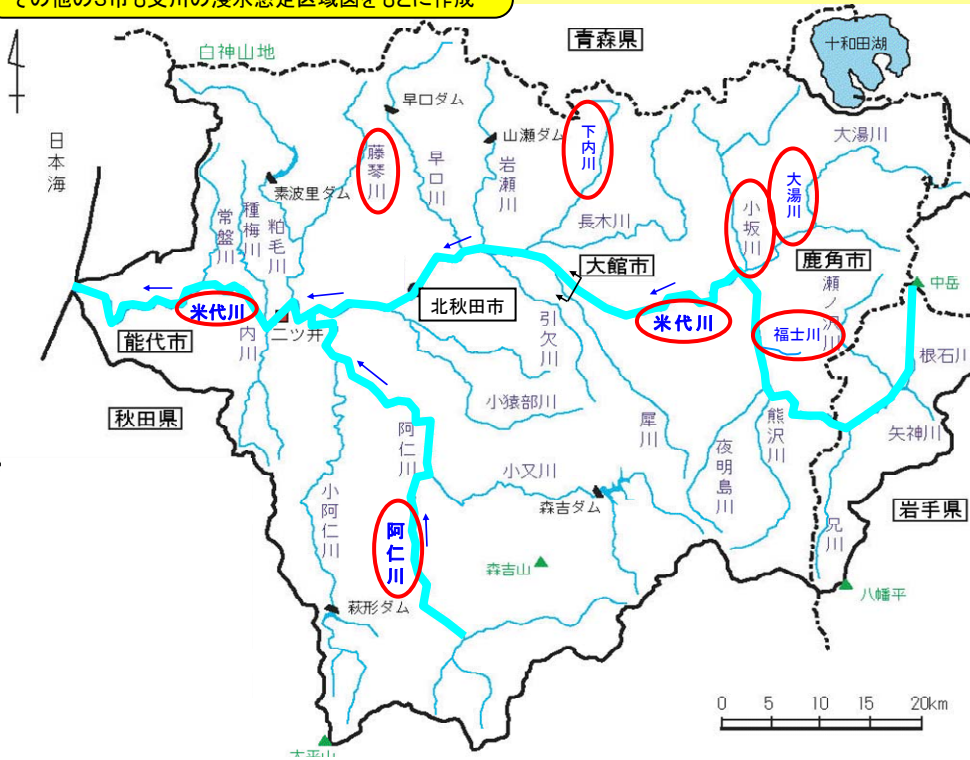 その他の3市も支川の浸水想定区域図をもとに作成
青森県
十和田湖
白神山地
早口ダム
日本海
山瀬ダム
下内川
大湯川
藤琴川
早口川
岩瀬川
大湯川
素波里ダム
小坂川
常盤川
種梅川
粕毛川
長木川
鹿角市
大館市
瀬ノ沢川
中岳
北秋田市
米代川
米代川
引欠川
福士川
能代市
内川
二ツ井
根石川
小猿部川
秋田県
阿仁川
犀川
熊沢川
矢神川
夜明島川
小又川
小阿仁川
森吉ダム
岩手県
阿仁川
兄川
森吉山
八幡平
萩形ダム
0 5 10 15 20km
太平山